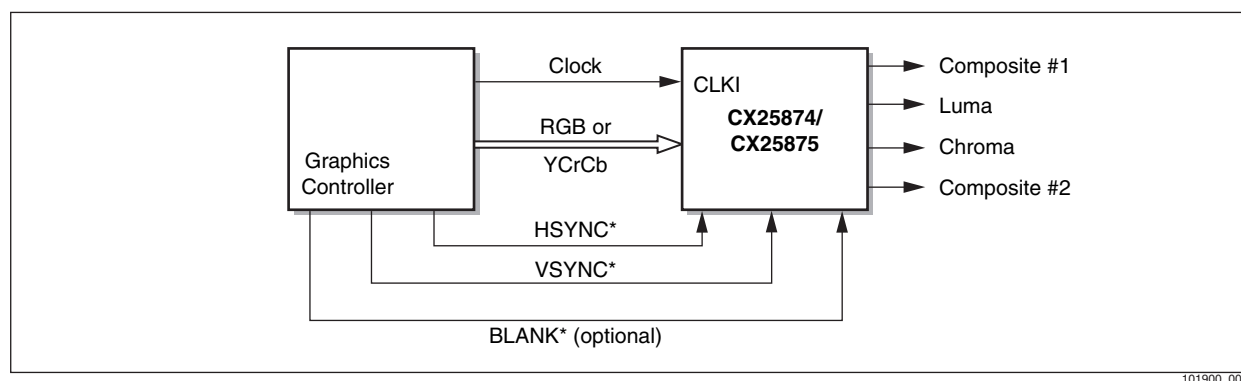 Clock
Composite #1
CLKI
CX25874/
CX25875
Luma
RGB or
YCrCb
Graphics
Controller
Chroma
Composite #2
HSYNC*
VSYNC*
BLANK* (optional)